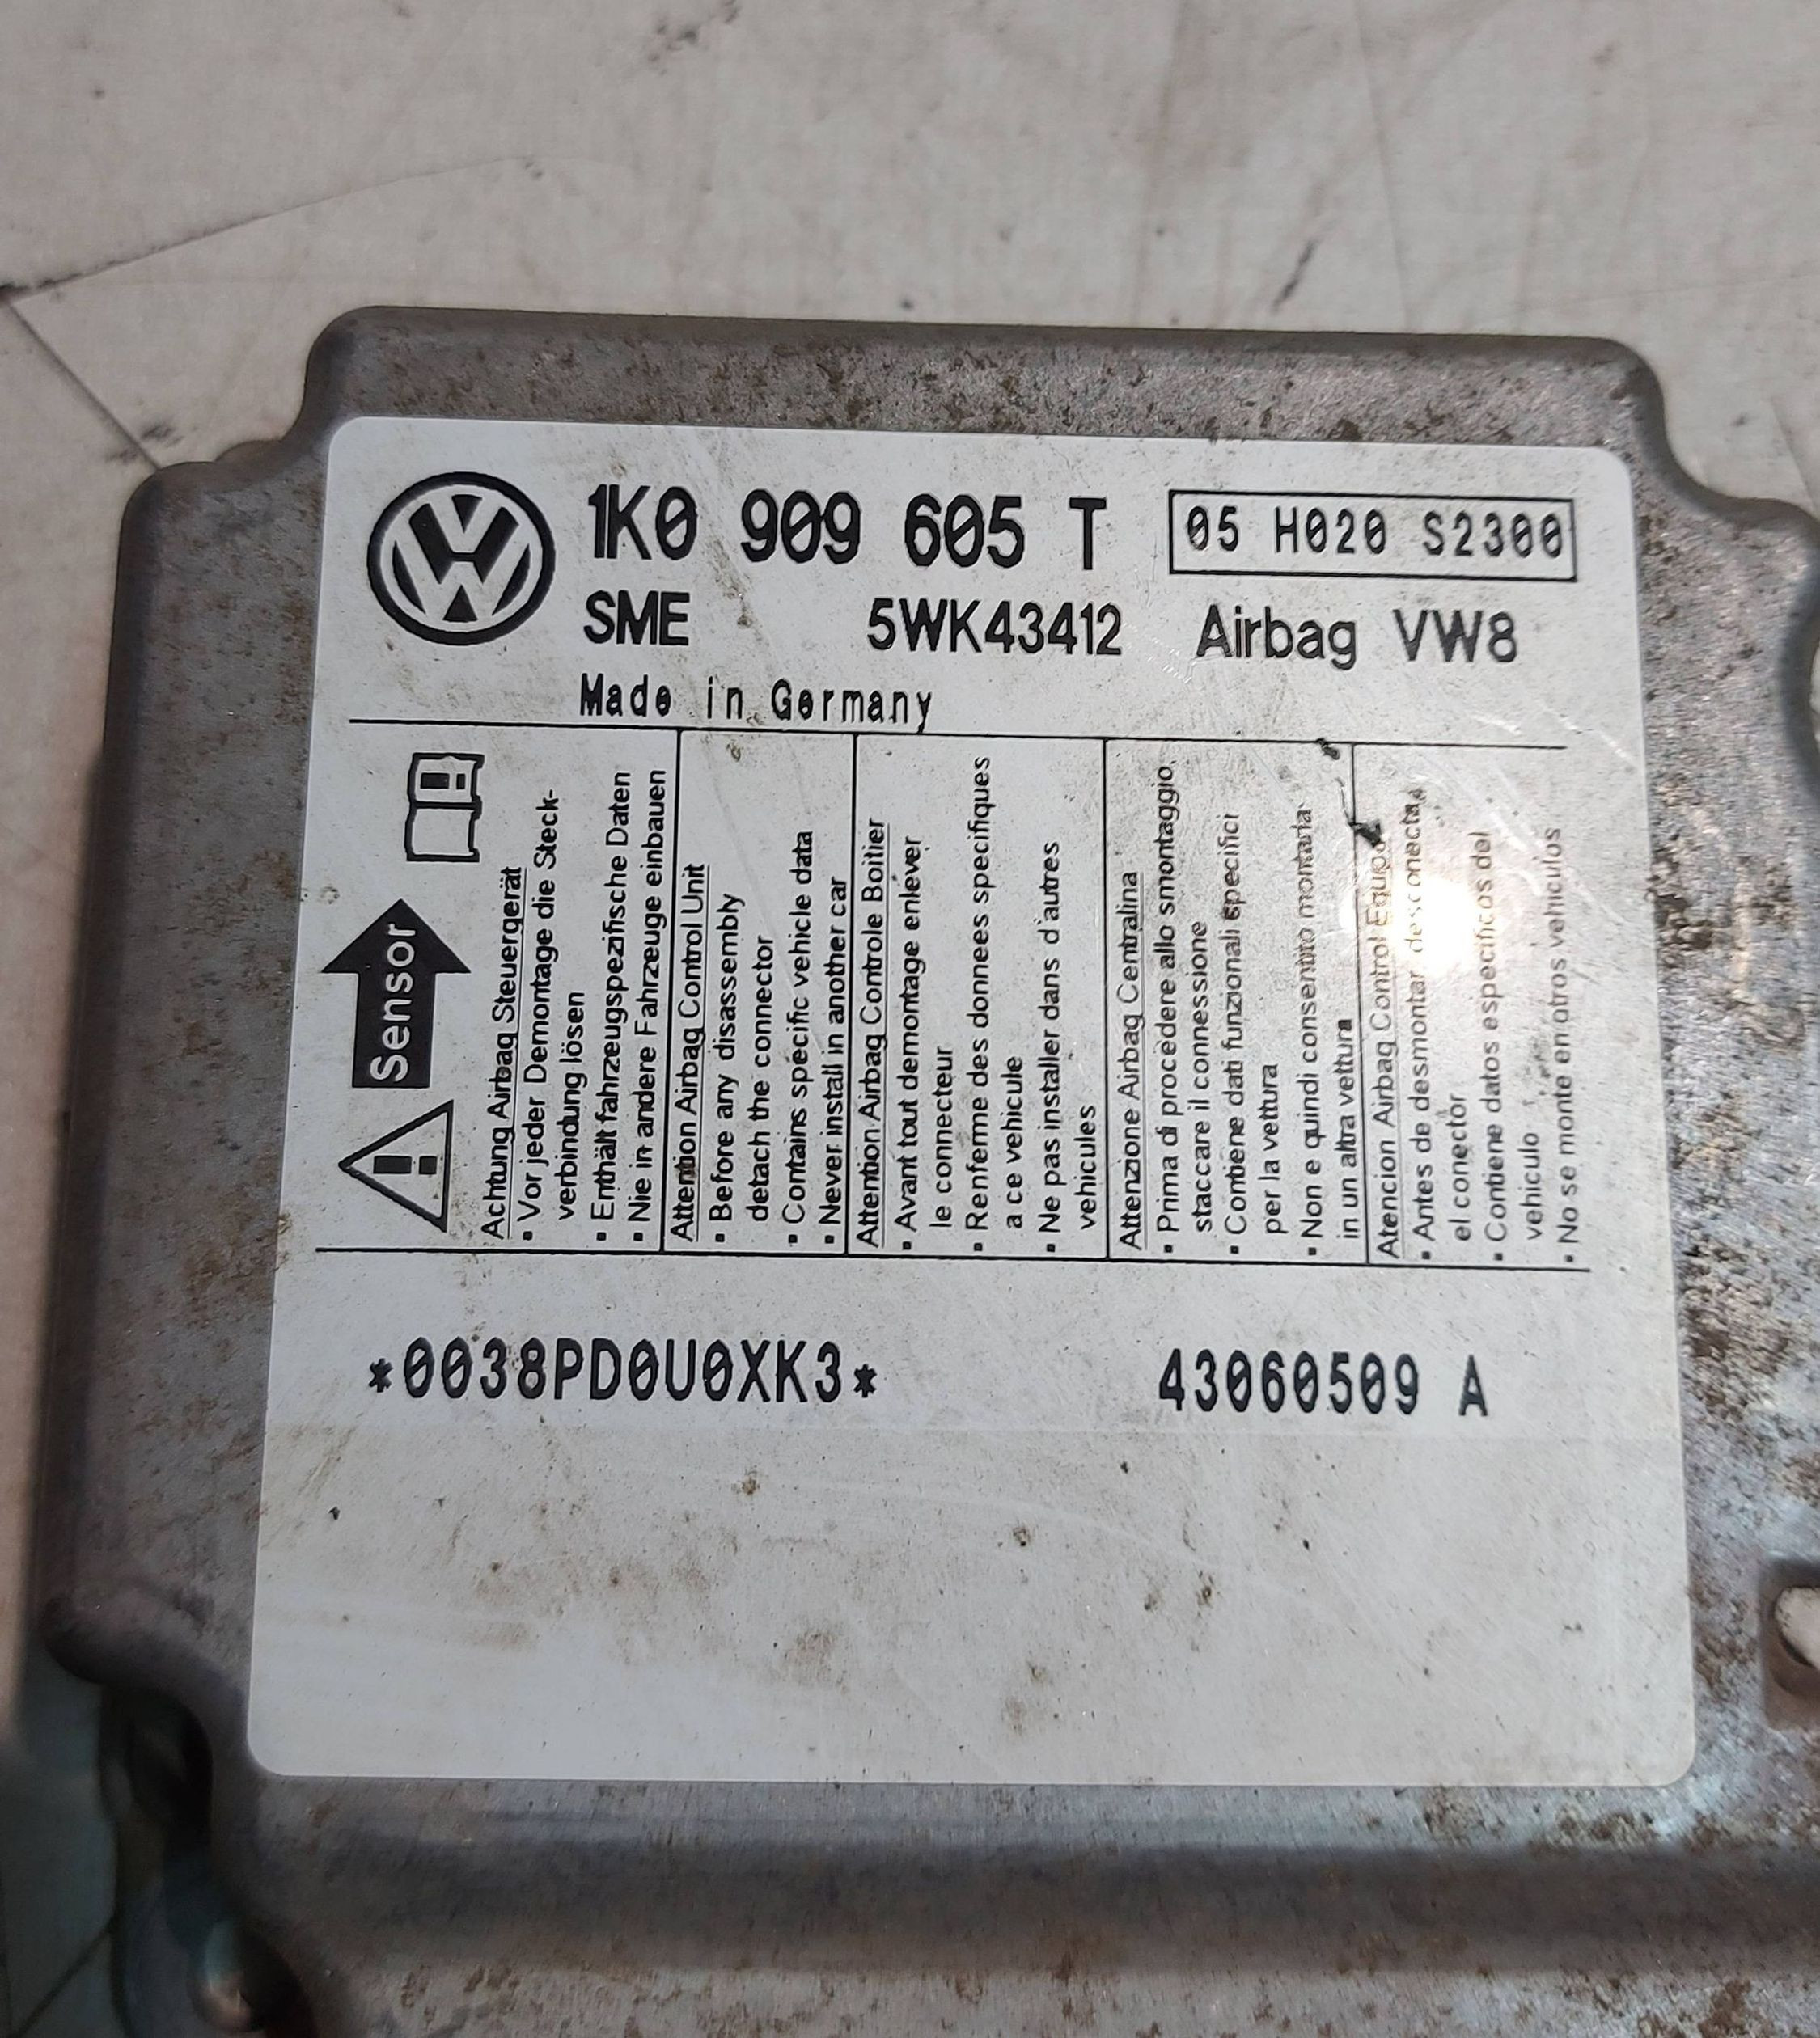 1K0 909 605 T
05 H020 S2300
SME 5WK43412 Airbag VW8
Made in Germany
Sensor
Achtung Airbag Steuergerät
▪ Vor jeder Demontage die Steck-
verbindung lösen
▪ Enthält fahrzeugspezifische Daten
▪ Nie in andere Fahrzeuge einbauen
Attention Airbag Control Unit
▪ Before any disassembly
detach the connector
▪ Contains specific vehicle data
▪ Never install in another car
Attention Airbag Controle Boitier
▪ Avant tout demontage enlever
le connecteur
▪ Renferme des donnees specifiques
a ce vehicule
▪ Ne pas installer dans d'autres
vehicules
Attenzione Airbag Centralina
▪ Prima di procedere allo smontaggio,
staccare il connessione
▪ Contiene dati funzionali specifici
per la vettura
▪ Non e quindi consentito montarla
in un altra vettura
Atencion Airbag Control
▪ Antes de desmontar desconectar
el conector
▪ Contiene datos especificos del
vehiculo
▪ No se monte en otros vehiculos
*0038PD0U0XK3*
43060509 A